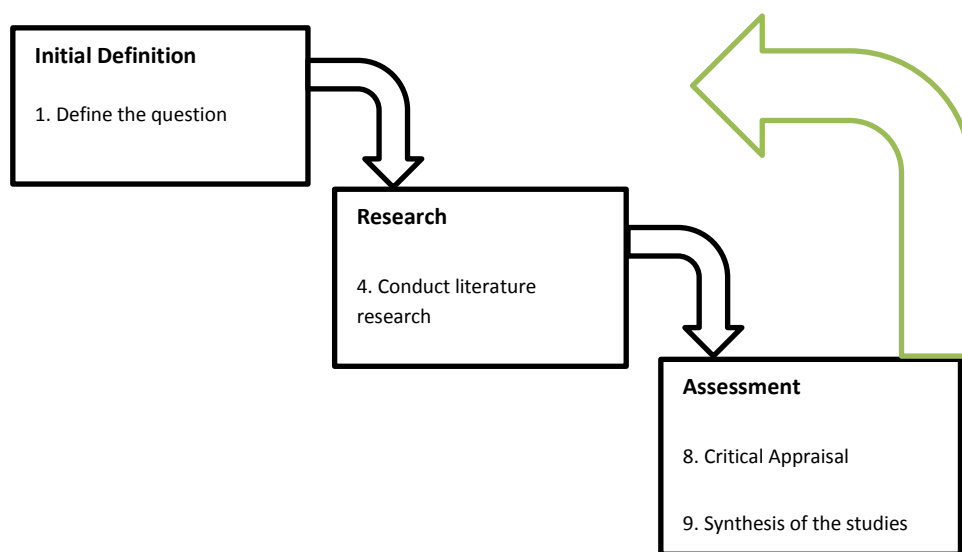 Initial Definition
1. Define the question
Research
4. Conduct literature
research
Assessment
8. Critical Appraisal
9. Synthesis of the studies